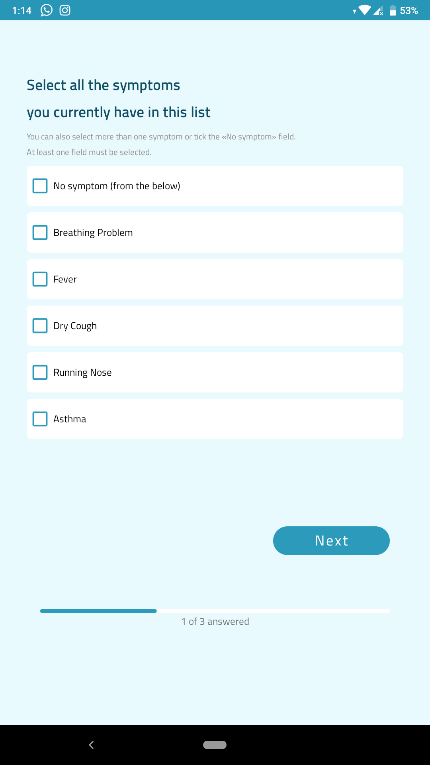 1:14 53%
Select all the symptoms
you currently have in this list
You can also select more than one symptom or tick the «No symptom» field.
At least one field must be selected.
No symptom (from the below)
Breathing Problem
Fever
Dry Cough
Running Nose
Asthma
Next
1 of 3 answered